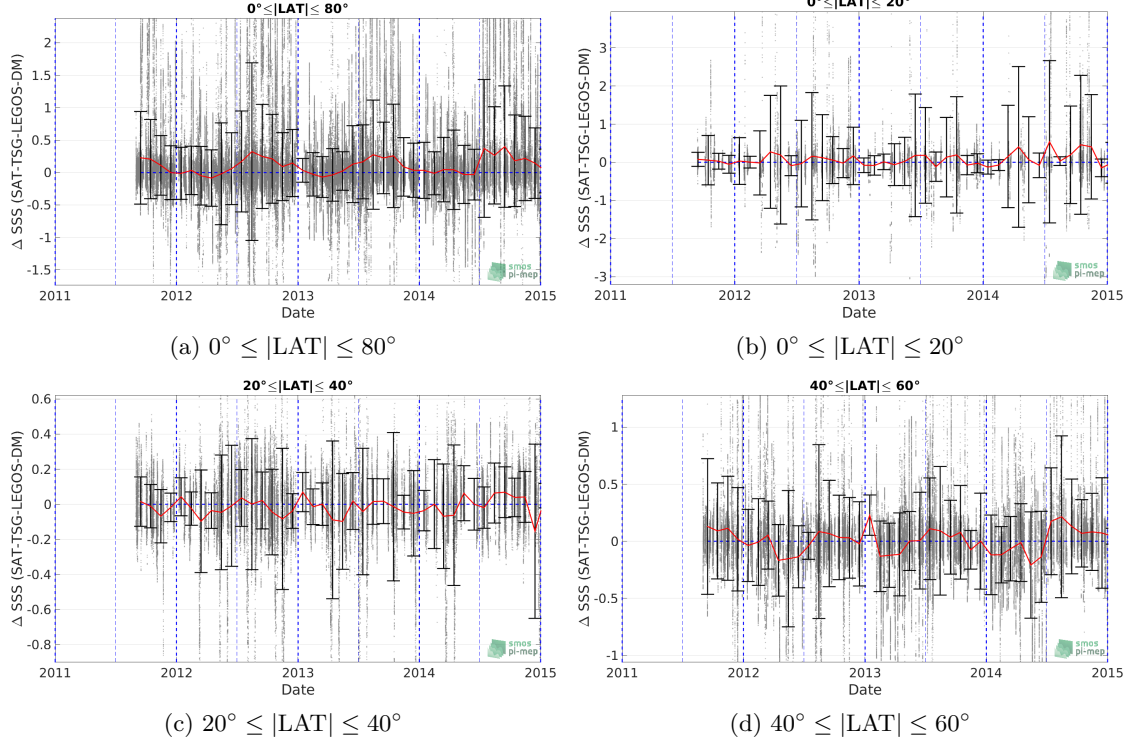 0°≤|LAT|≤ 80°
Δ SSS (SAT-TSG-LEGOS-DM)
2
1.5
1
0.5
0
-0.5
-1
-1.5
2011
2012
2013
2014
2015
Date
smos
pi-mep
(a) 0° ≤ |LAT| ≤ 80°
0°≤|LAT|≤ 20°
Δ SSS (SAT-TSG-LEGOS-DM)
3
2
1
0
-1
-2
-3
2011
2012
2013
2014
2015
Date
smos
pi-mep
(b) 0° ≤ |LAT| ≤ 20°
20°≤|LAT|≤ 40°
Δ SSS (SAT-TSG-LEGOS-DM)
0.6
0.4
0.2
0
-0.2
-0.4
-0.6
-0.8
2011
2012
2013
2014
2015
Date
smos
pi-mep
(c) 20° ≤ |LAT| ≤ 40°
40°≤|LAT|≤ 60°
Δ SSS (SAT-TSG-LEGOS-DM)
1
0.5
0
-0.5
-1
2011
2012
2013
2014
2015
Date
smos
pi-mep
(d) 40° ≤ |LAT| ≤ 60°